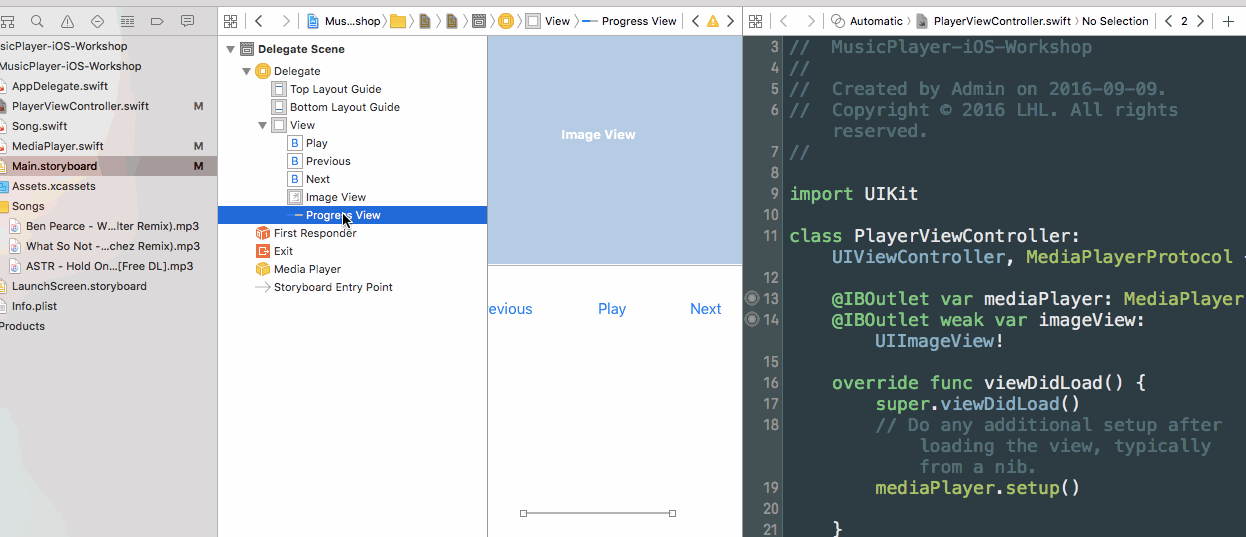 Mus...shop
View
Progress View
Automatic
PlayerViewController.swift
No Selection
2
sicPlayer-iOS-Workshop
MusicPlayer-iOS-Workshop
AppDelegate.swift
PlayerViewController.swift M
Song.swift
MediaPlayer.swift M
Main.storyboard M
Assets.xcassets
Songs
Ben Pearce - W...lter Remix).mp3
What So Not -...chez Remix).mp3
ASTR - Hold On...[Free DL].mp3
LaunchScreen.storyboard
Info.plist
Products
Delegate Scene
Delegate
Top Layout Guide
Bottom Layout Guide
View
B Play
B Previous
B Next
Image View
Progress View
First Responder
Exit
Media Player
Storyboard Entry Point
Image View
evious
Play
Next
3 // MusicPlayer-iOS-Workshop
4 //
5 // Created by Admin on 2016-09-09.
6 // Copyright © 2016 LHL. All rights
reserved.
7 //
8
9 import UIKit
10
11 class PlayerViewController:
UIViewController, MediaPlayerProtocol {
12
13 @IBOutlet var mediaPlayer: MediaPlayer
14 @IBOutlet weak var imageView:
UIImageView!
15
16 override func viewDidLoad() {
17 super.viewDidLoad()
18 // Do any additional setup after
loading the view, typically
from a nib.
19 mediaPlayer.setup()
20
21 }